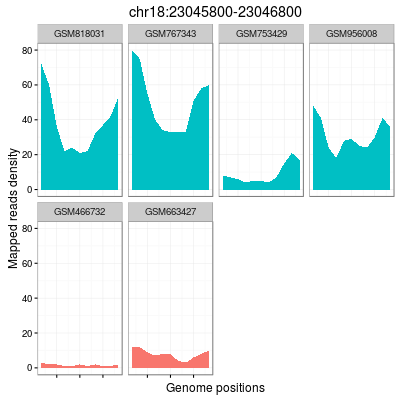 chr18:23045800-23046800
GSM818031 GSM767343 GSM753429 GSM956008
80
60
40
20
0
GSM466732 GSM663427
80
60
40
20
0
Mapped reads density
Genome positions